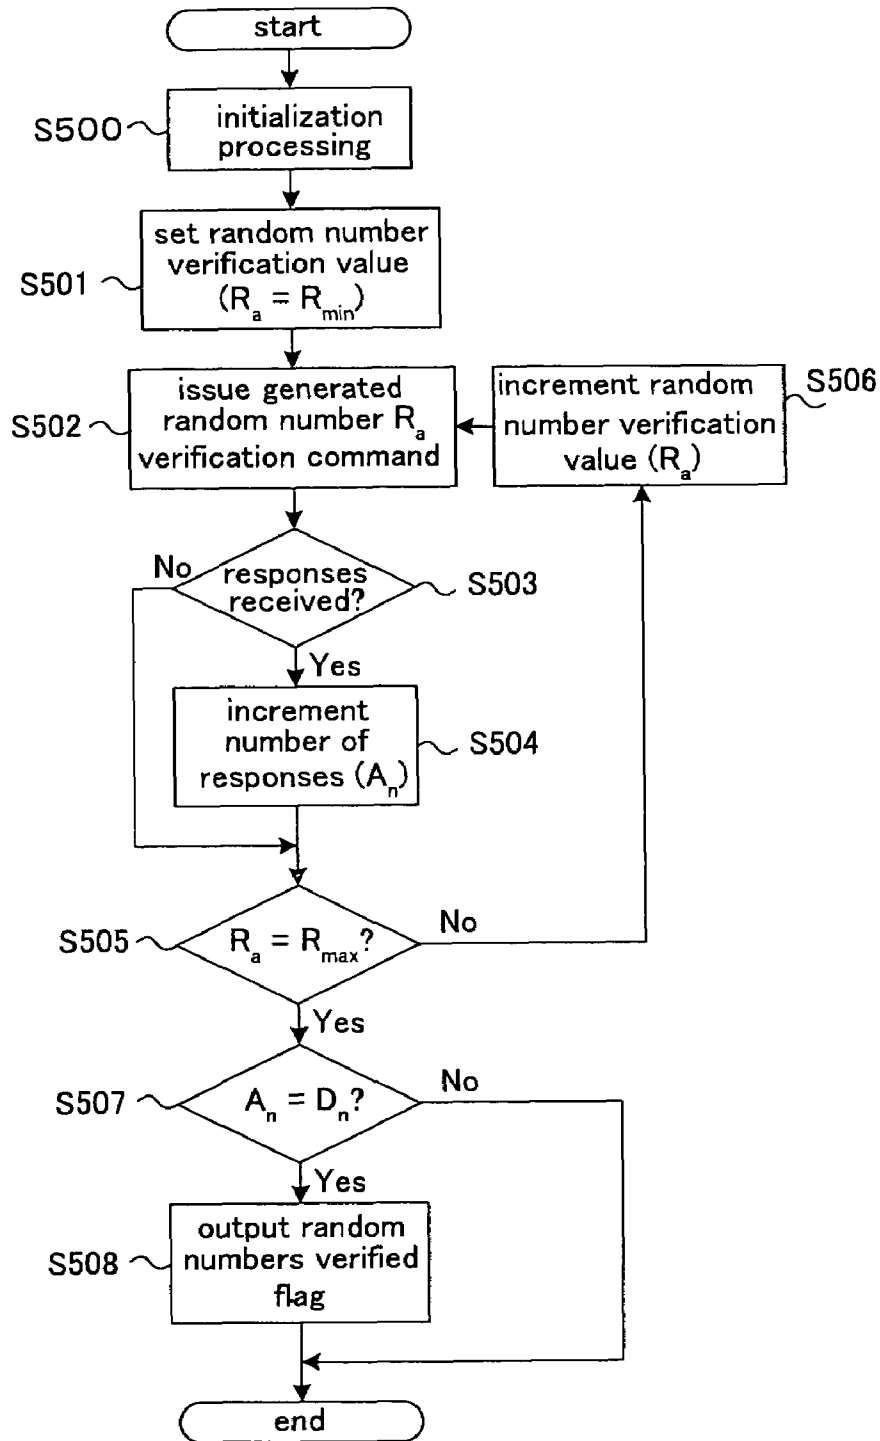 start
S500
initialization
processing
S501
set random number
verification value
(Ra = Rmin)
S502
issue generated
random number Ra
verification command
S506
increment random
number verification
value (Ra)
No
responses
received?
S503
Yes
increment
number of
responses (An)
S504
S505
Ra = Rmax?
No
Yes
S507
An = Dn?
No
Yes
S508
output random
numbers verified
flag
end